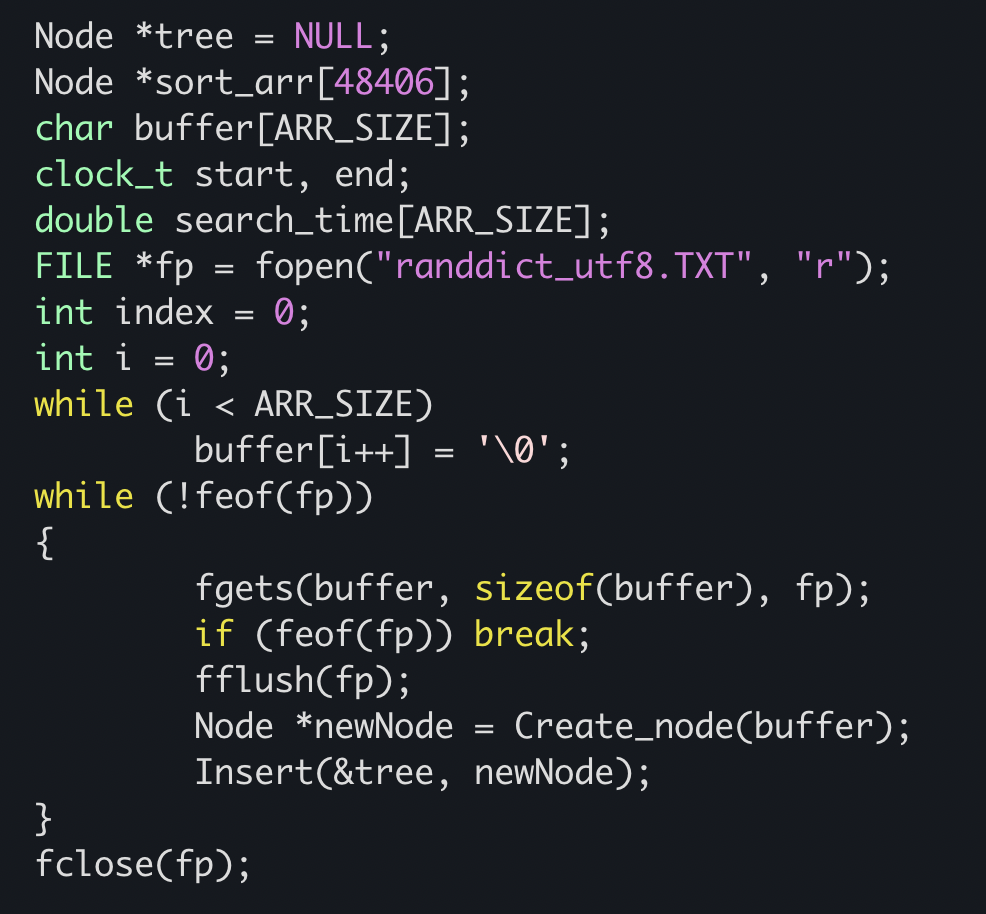 Node *tree = NULL;
Node *sort_arr[48406];
char buffer[ARR_SIZE];
clock_t start, end;
double search_time[ARR_SIZE];
FILE *fp = fopen("randdict_utf8.TXT", "r");
int index = 0;
int i = 0;
while (i < ARR_SIZE)
        buffer[i++] = '\0';
while (!feof(fp))
{
        fgets(buffer, sizeof(buffer), fp);
        if (feof(fp)) break;
        fflush(fp);
        Node *newNode = Create_node(buffer);
        Insert(&tree, newNode);
}
fclose(fp);